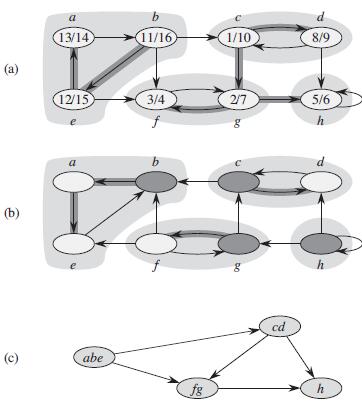 a b c d
(a) 13/14 11/16 1/10 8/9
12/15 3/4 2/7 5/6
e f g h
a b c d
(b)
e f g h
(c) abe cd
fg h